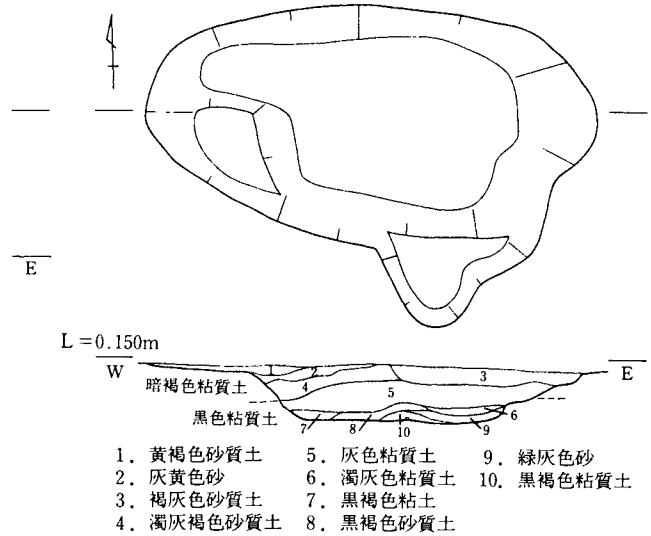 E
L=0.150m
W E
1 2 3
暗褐色粘質土 4 5
黒色粘質土 6
7 8 10 9
1. 黄褐色砂質土 5. 灰色粘質土 9. 緑灰色砂
2. 灰黄色砂 6. 濁灰色粘質土 10. 黒褐色粘質土
3. 褐灰色砂質土 7. 黒褐色粘土
4. 濁灰褐色砂質土 8. 黒褐色砂質土